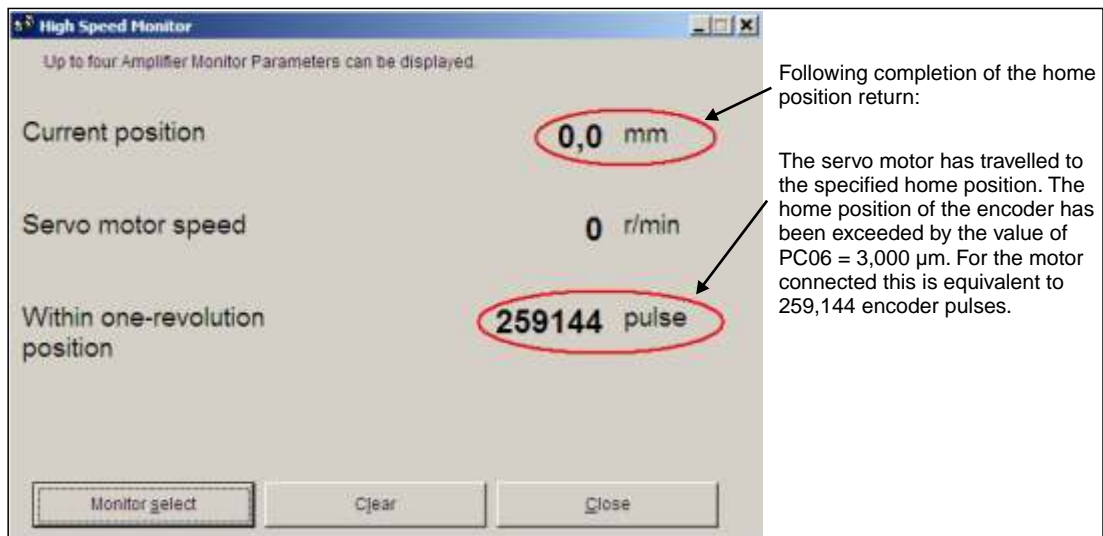 High Speed Monitor
Up to four Amplifier Monitor Parameters can be displayed.
Current position
0,0 mm
Servo motor speed
0 r/min
Within one-revolution
position
259144 pulse
Monitor select
Clear
Close
Following completion of the home
position return:
The servo motor has travelled to
the specified home position. The
home position of the encoder has
been exceeded by the value of
PC06 = 3,000 µm. For the motor
connected this is equivalent to
259,144 encoder pulses.